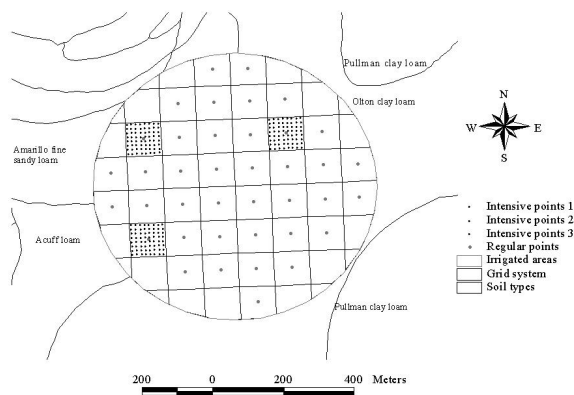 Pullman clay loam
Olton clay loam
N
W E
S
Amarillo fine
sandy loam
Acuff loam
Intensive points 1
Intensive points 2
Intensive points 3
Regular points
Irrigated areas
Grid system
Soil types
Pullman clay loam
200 0 200 400 Meters